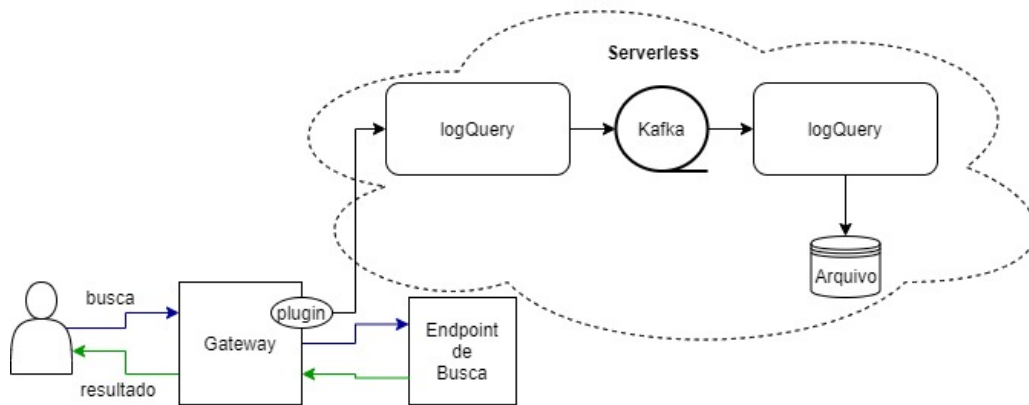 Serverless
logQuery
Kafka
logQuery
Arquivo
busca
plugin
Gateway
Endpoint
de
Busca
resultado